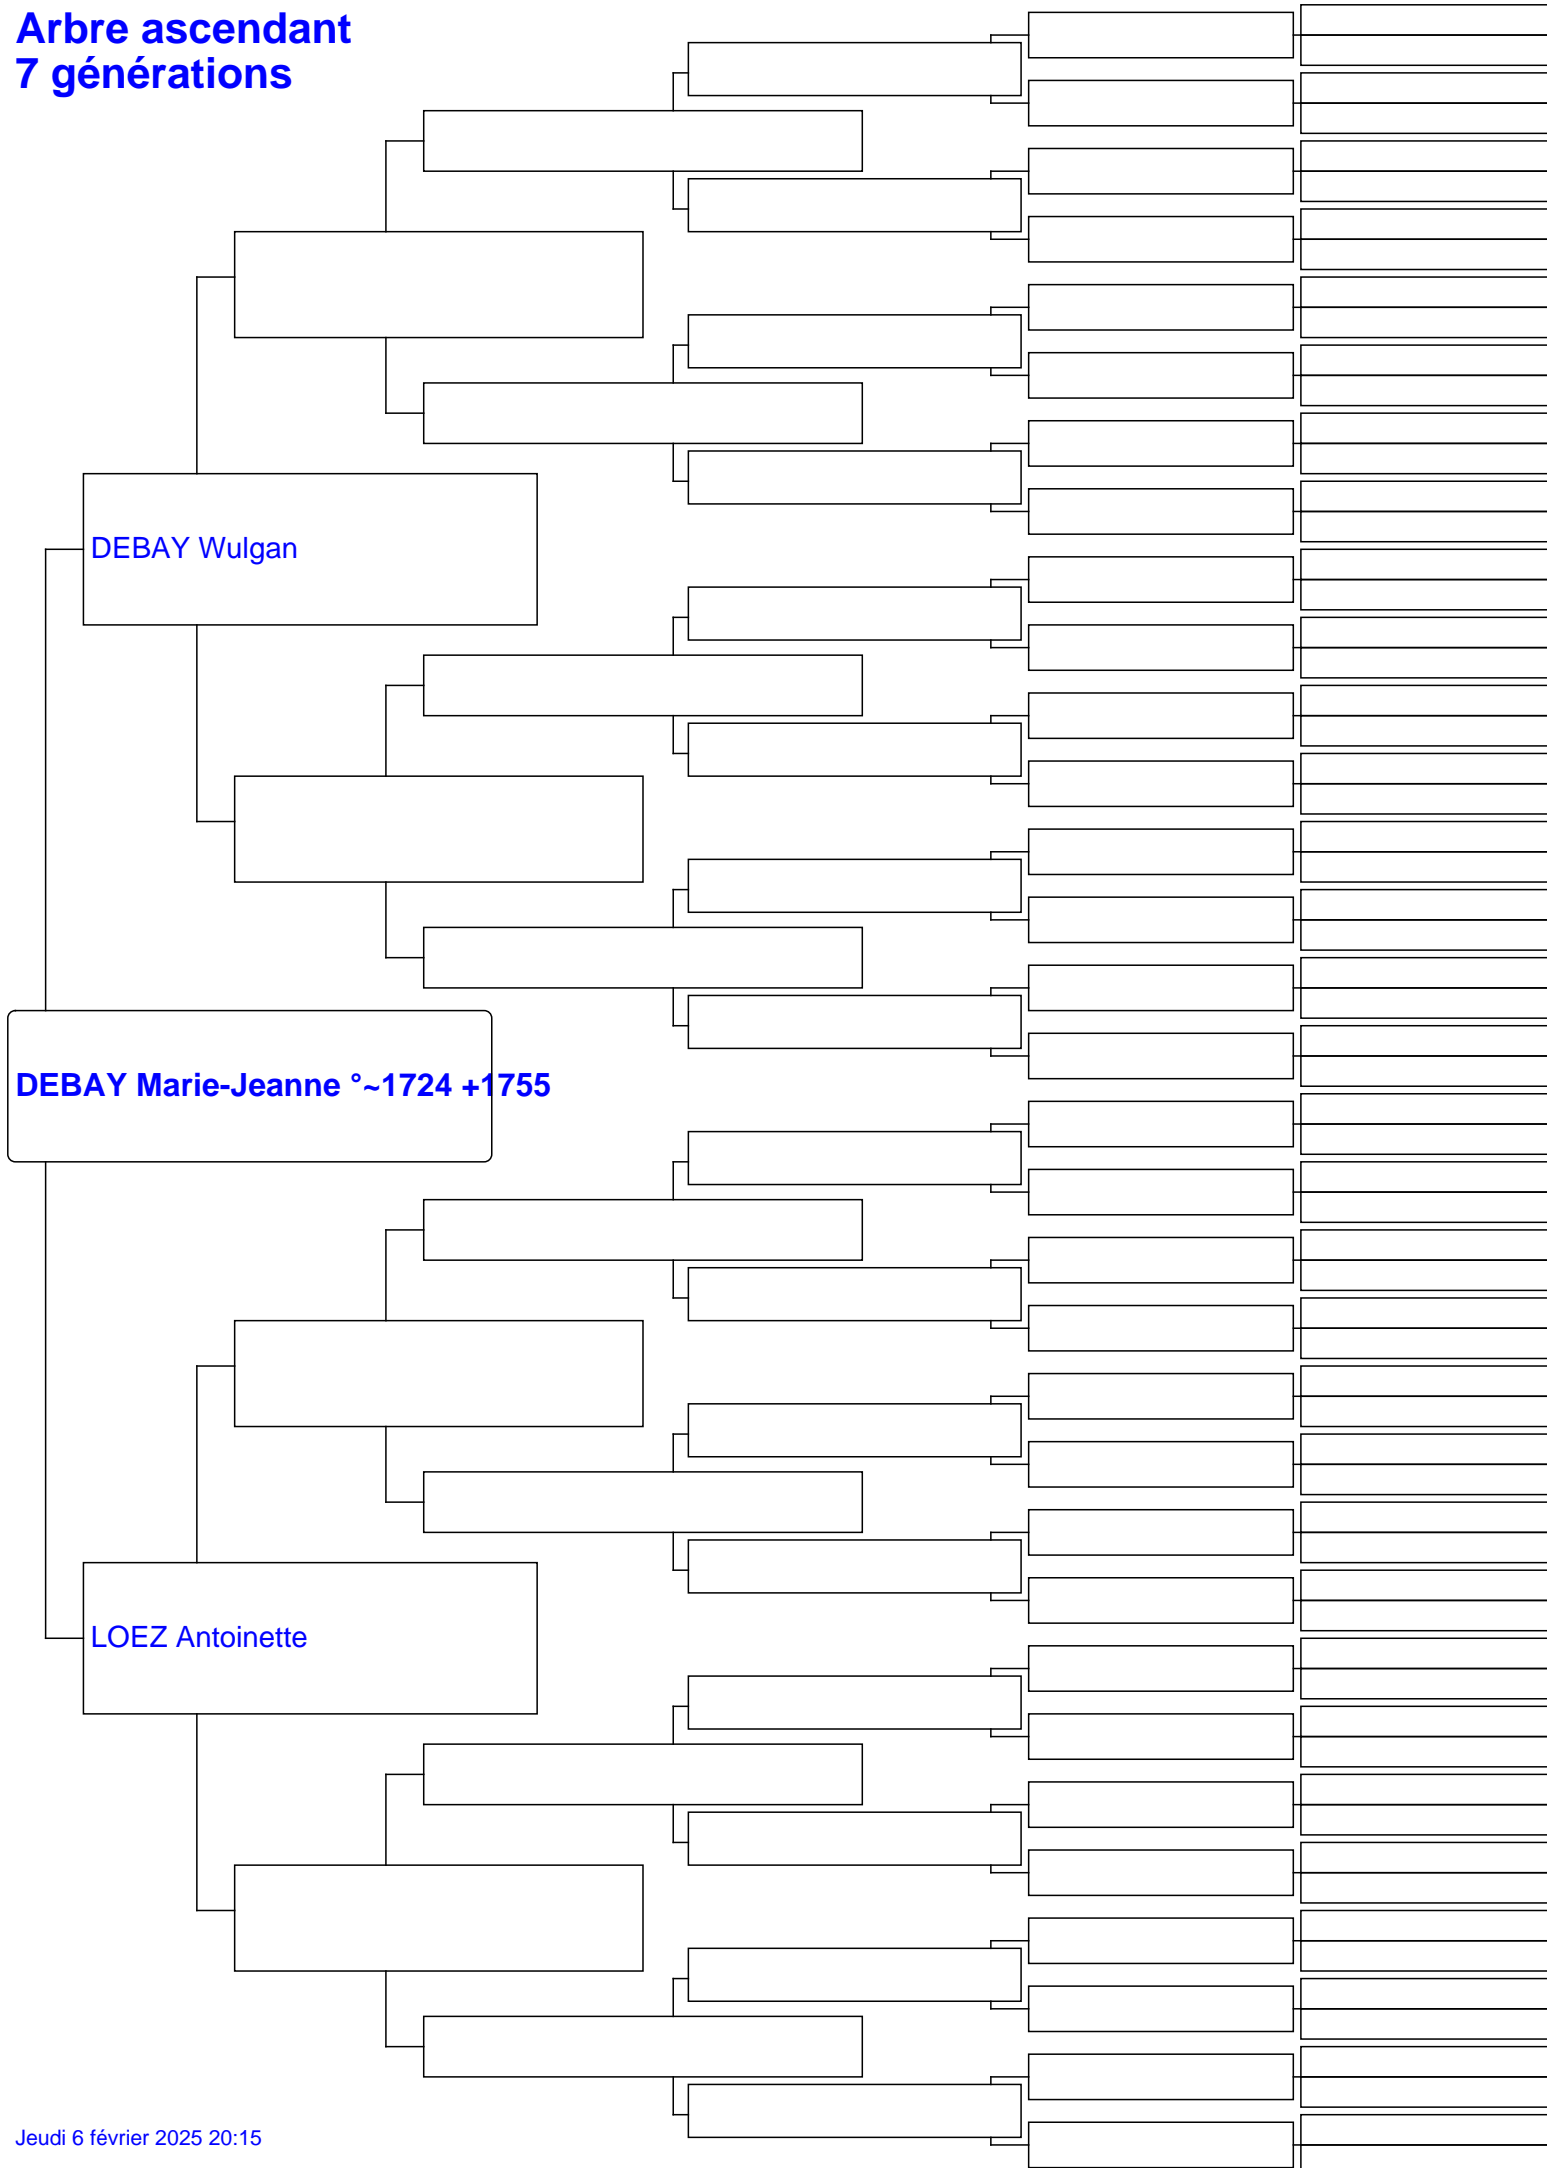 Arbre ascendant
7 générations
DEBAY Wulgan
DEBAY Marie-Jeanne °~1724 +1755
LOEZ Antoinette
Jeudi 6 février 2025 20:15